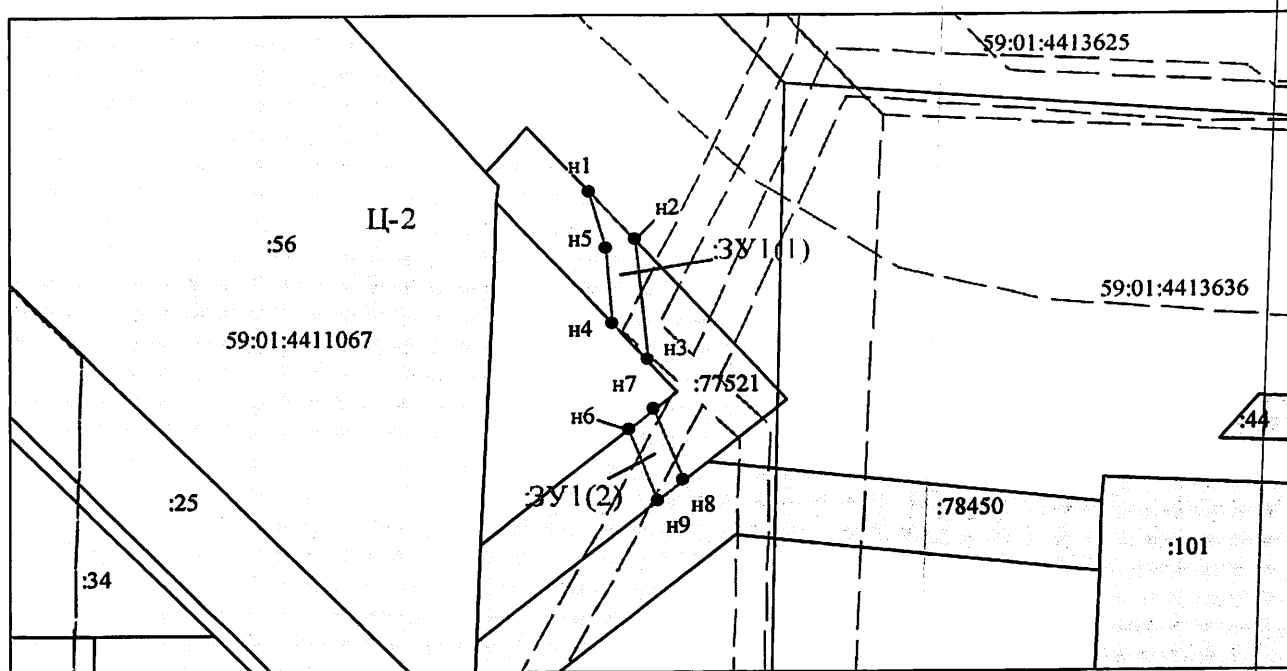 59:01:4413625
н1
Ц-2
н2
:56
н5
:ЗУ1(1)
59:01:4413636
н4
59:01:4411067
н3
н7
:77521
н6
:44
:ЗУ1(2)
н8
:25
:78450
н9
:101
:34